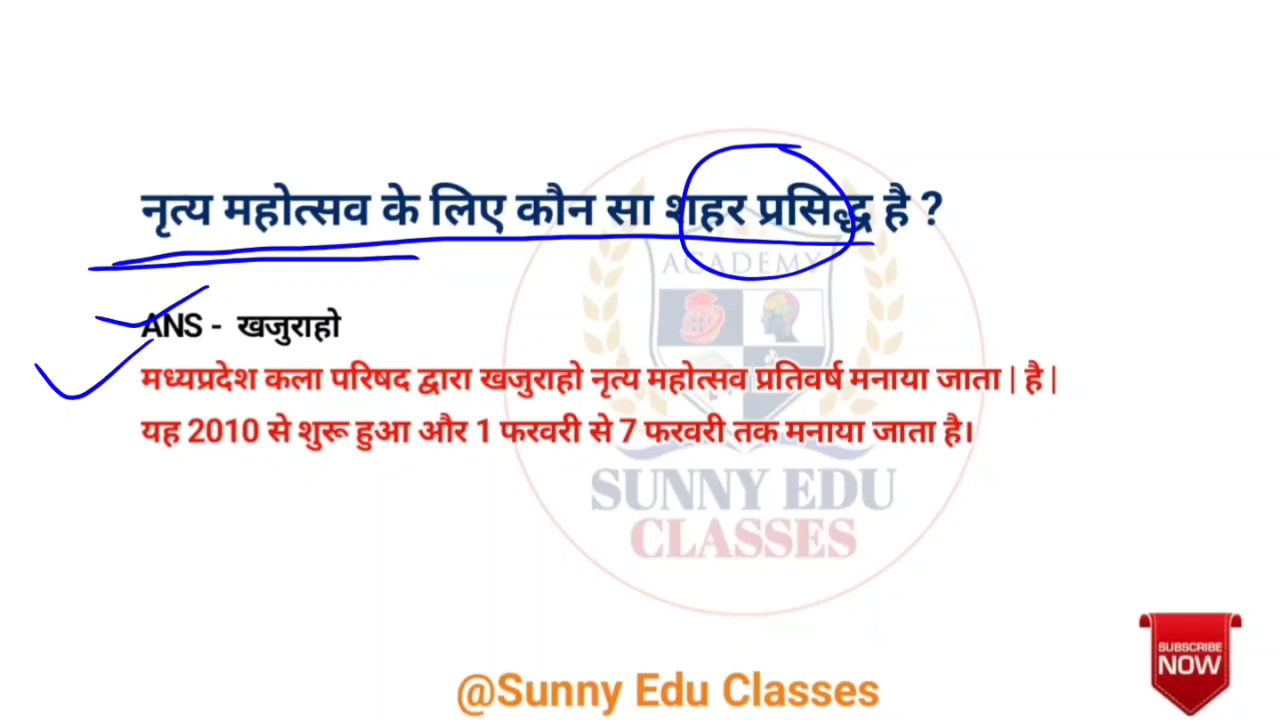 नृत्य महोत्सव के लिए कौन सा शहर प्रसिद्ध है ?
ACADEMY
ANS - खजुराहो
मध्यप्रदेश कला परिषद द्वारा खजुराहो नृत्य महोत्सव प्रतिवर्ष मनाया जाता | है |
यह 2010 से शुरू हुआ और 1 फरवरी से 7 फरवरी तक मनाया जाता है।
SUNNY EDU
CLASSES
SUBSCRIBE
NOW
@Sunny Edu Classes